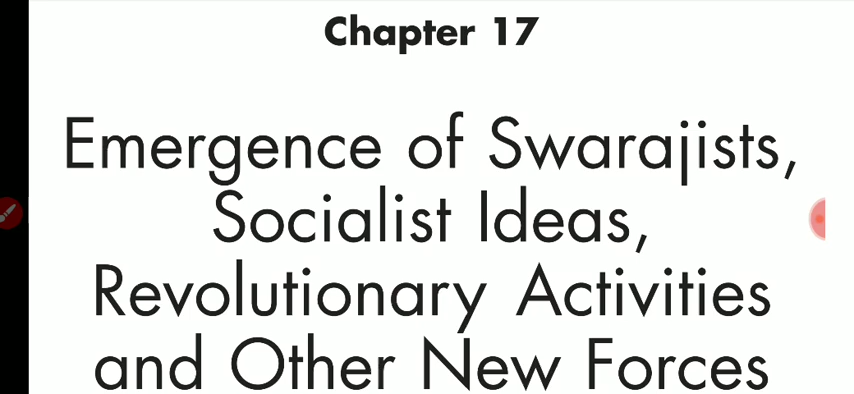 Chapter 17
Emergence of Swarajists,
Socialist Ideas,
Revolutionary Activities
and Other New Forces